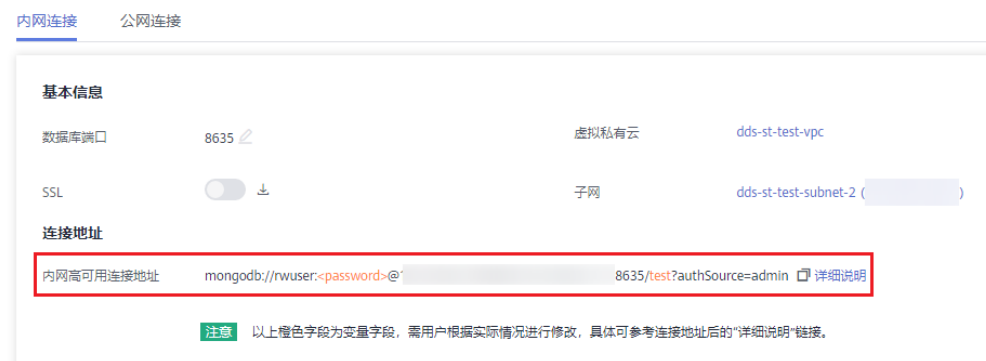 内网连接 公网连接
基本信息
数据库端口 8635 虚拟私有云 dds-st-test-vpc
SSL 子网 dds-st-test-subnet-2 ( )
连接地址
内网高可用连接地址 mongodb://rwuser:<password>@ 8635/test?authSource=admin 详细说明
注意 以上橙色字段为变量字段，需用户根据实际情况进行修改，具体可参考连接地址后的“详细说明”链接。